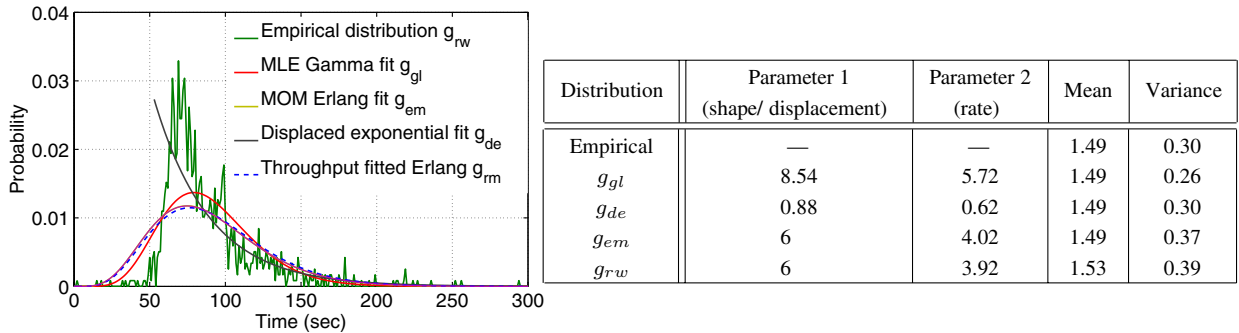 0.04
0.03
0.02
0.01
0
Probability
0 50 100 150 200 250 300
Time (sec)
Empirical distribution g_rw
MLE Gamma fit g_gl
MOM Erlang fit g_em
Displaced exponential fit g_de
Throughput fitted Erlang g_rm
Distribution Parameter 1 (shape/ displacement) Parameter 2 (rate) Mean Variance
Empirical — — 1.49 0.30
g_gl 8.54 5.72 1.49 0.26
g_de 0.88 0.62 1.49 0.30
g_em 6 4.02 1.49 0.37
g_rw 6 3.92 1.53 0.39